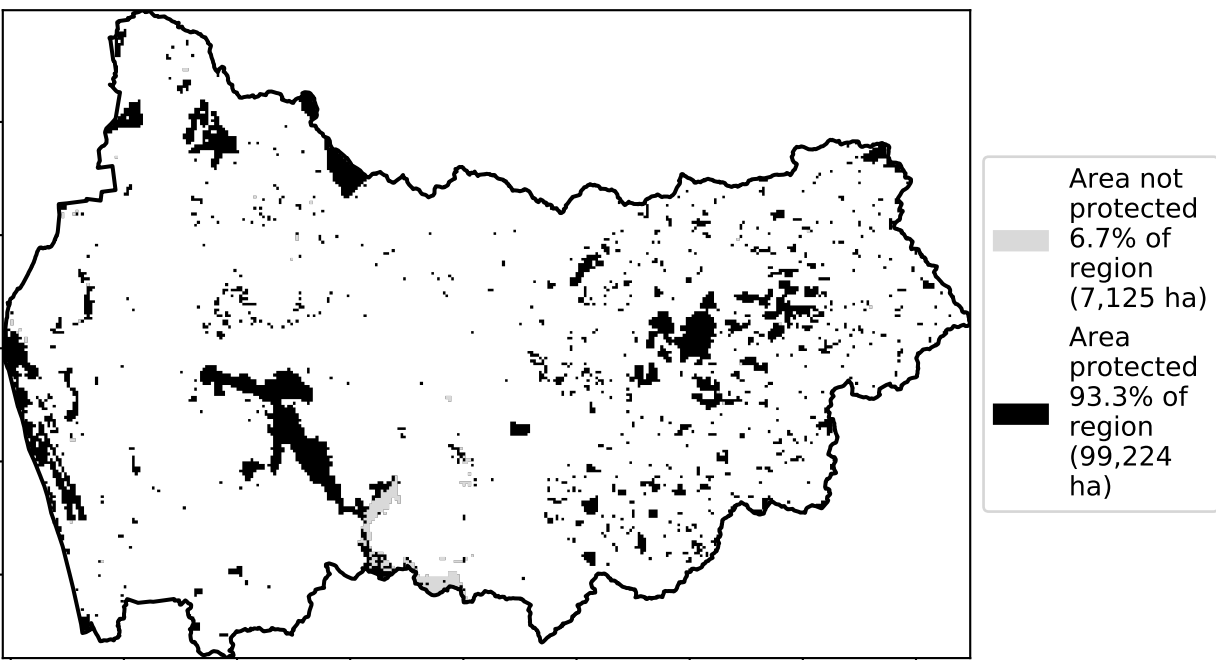 Area not
protected
6.7% of
region
(7,125 ha)
Area
protected
93.3% of
region
(99,224
ha)